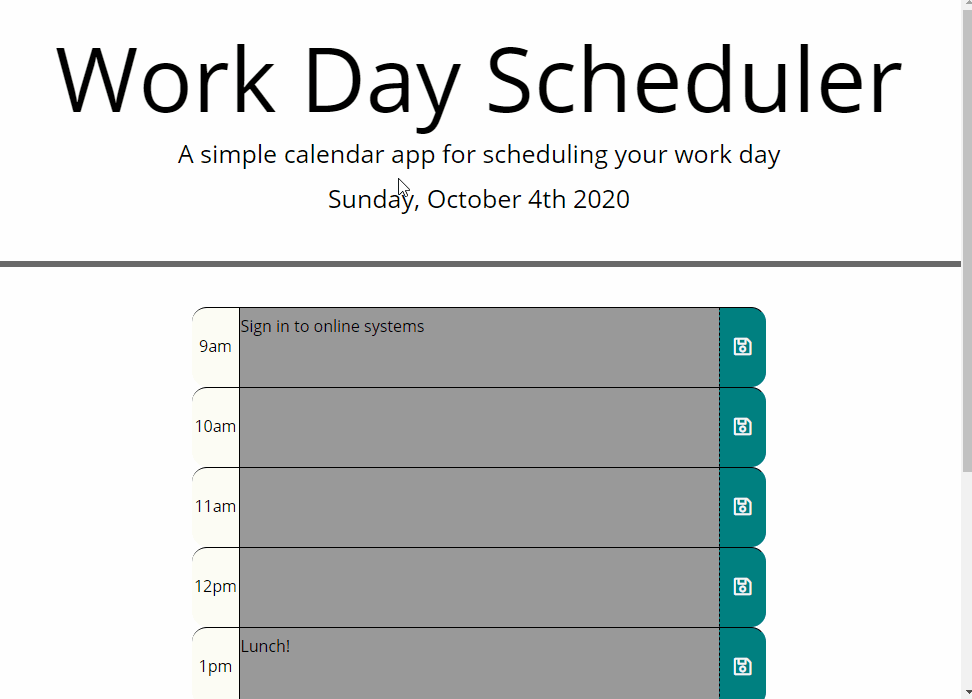 Work Day Scheduler
A simple calendar app for scheduling your work day
Sunday, October 4th 2020
9am Sign in to online systems
10am
11am
12pm
1pm Lunch!